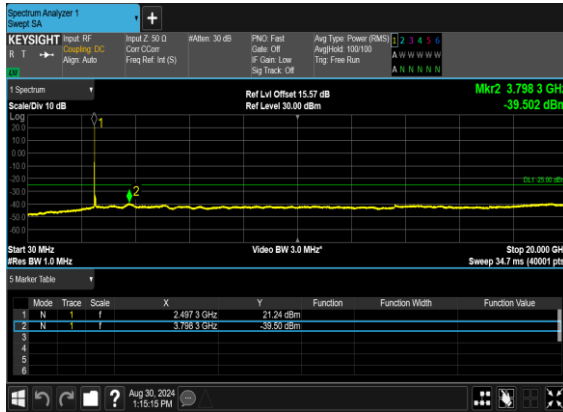 Spectrum Analyzer 1
Swept SA
KEYSIGHT Input: RF Input Z: 50 Ω #Atten: 30 dB PNO: Fast Avg Type: Power (RMS) 1 2 3 4 5 6
R T Coupling: DC Corr CCorr Gate: Off Avg|Hold: 100/100 A W W W W W
Align: Auto Freq Ref: Int (S) IF Gain: Low Trig: Free Run
Sig Track: Off A N N N N N
1 Spectrum Ref Lvl Offset 15.57 dB Mkr2 3.798 3 GH
Scale/Div 10 dB Ref Level 30.00 dBm -39.502 dBn
Log
20.0
10.0
0.00
-10.0
-20.0
-30.0
-40.0
-50.0
-60.0
1
2
DL1 -25.00 dB
Start 30 MHz Video BW 3.0 MHz* Stop 20.000 GH
#Res BW 1.0 MHz Sweep 34.7 ms (40001 pts
5 Marker Table
Mode Trace Scale X Y Function Function Width Function Value
1 N 1 f 2.497 3 GHz 21.24 dBm
2 N 1 f 3.798 3 GHz -39.50 dBm
3
4
5
6
? Aug 30, 2024
1:15:15 PM